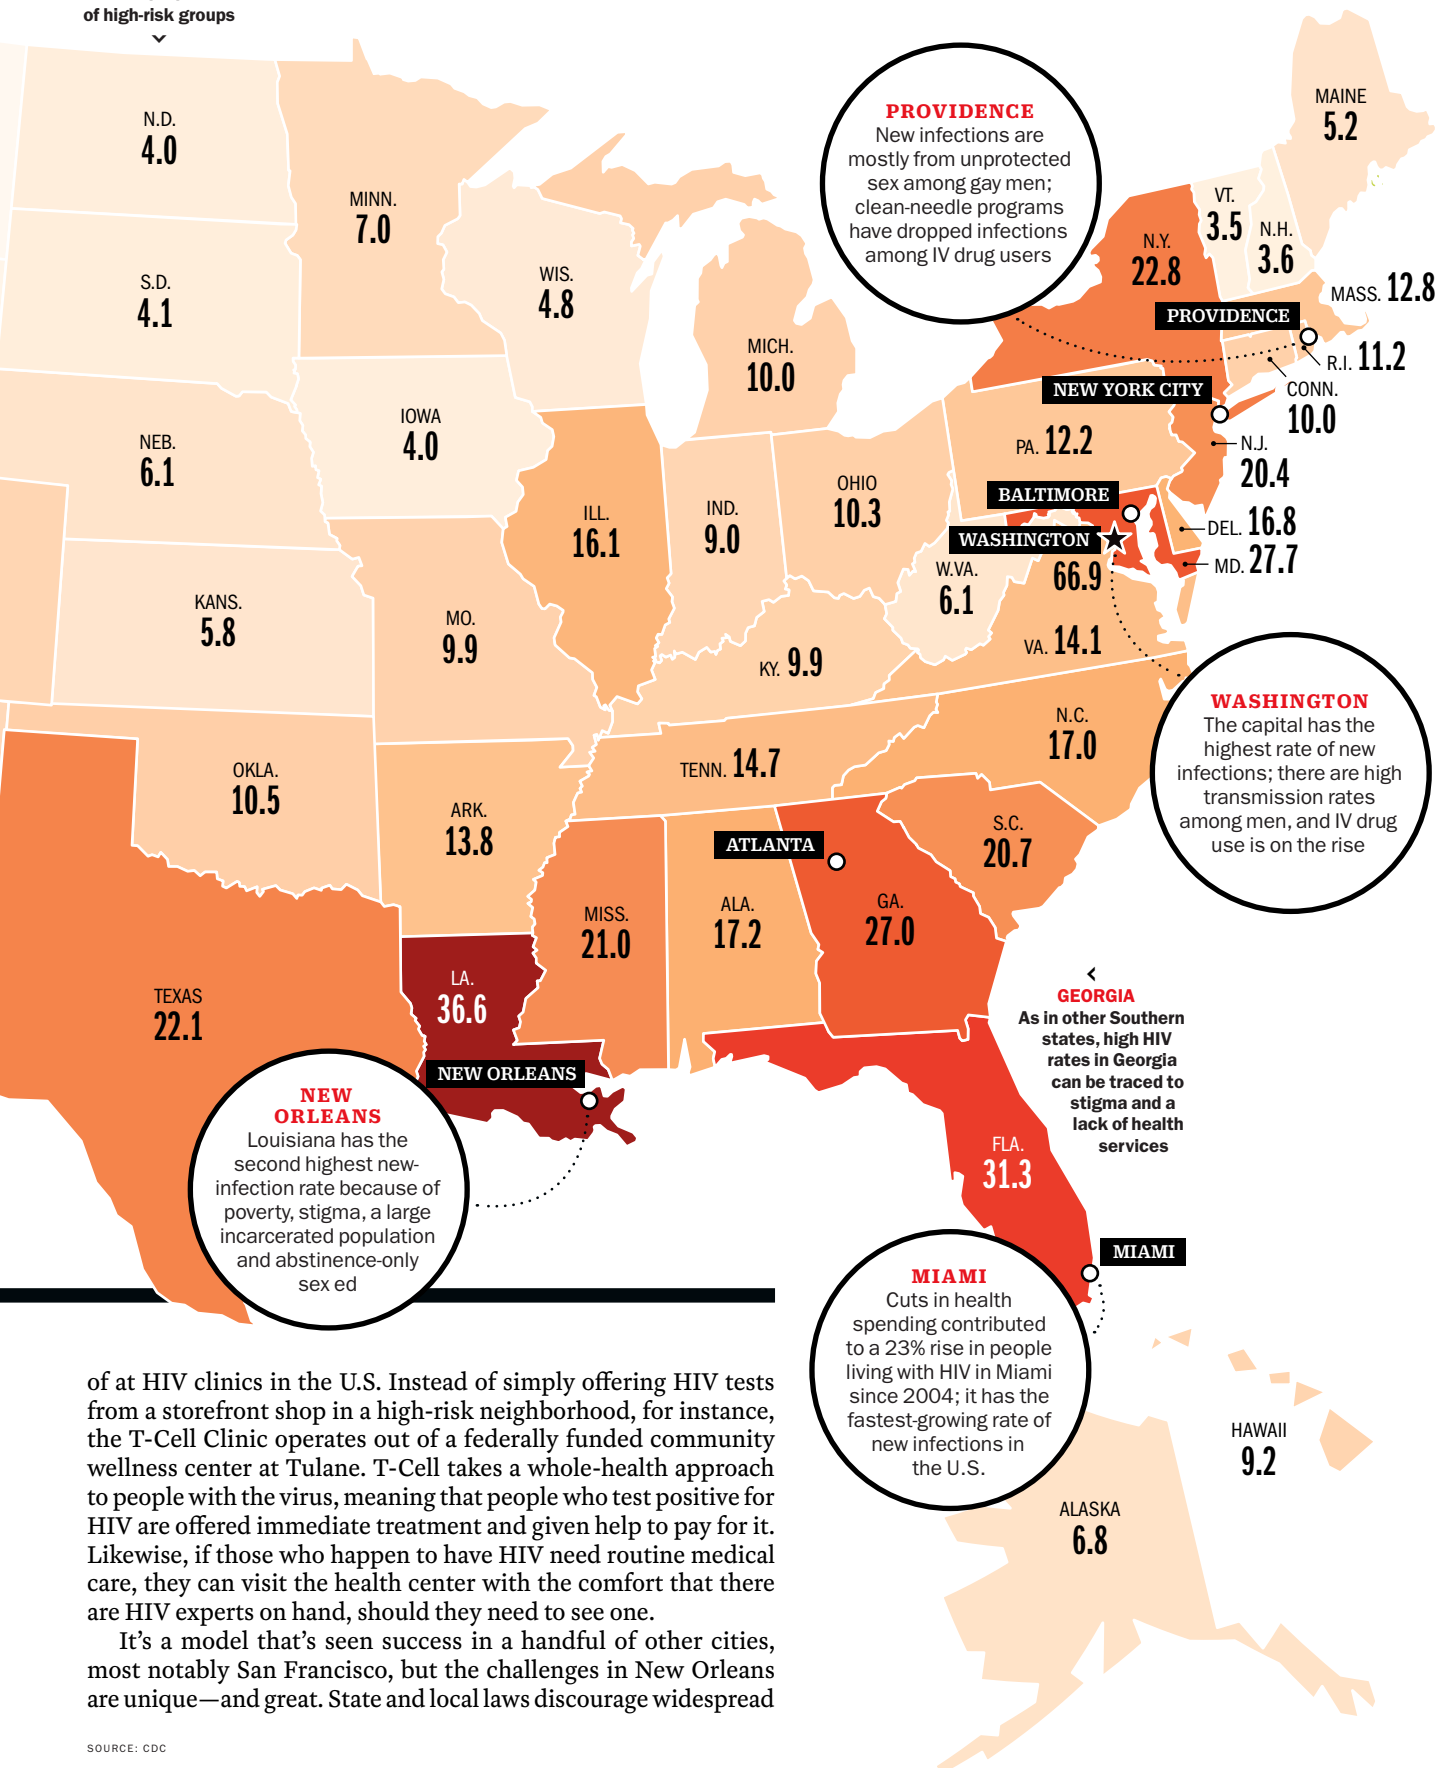 of high-risk groups
N.D.
4.0
MINN.
7.0
S.D.
4.1
WIS.
4.8
MICH.
10.0
NEB.
6.1
IOWA
4.0
ILL.
16.1
IND.
9.0
OHIO
10.3
KANS.
5.8
MO.
9.9
KY. 9.9
W.VA.
6.1
OKLA.
10.5
ARK.
13.8
TENN. 14.7
TEXAS
22.1
LA.
36.6
MISS.
21.0
ALA.
17.2
GA.
27.0
S.C.
20.7
N.C.
17.0
VA. 14.1
FLA.
31.3
PROVIDENCE
New infections are
mostly from unprotected
sex among gay men;
clean-needle programs
have dropped infections
among IV drug users
MAINE
5.2
VT.
3.5
N.H.
3.6
N.Y.
22.8
MASS. 12.8
PROVIDENCE
R.I. 11.2
CONN.
10.0
NEW YORK CITY
PA. 12.2
N.J.
20.4
BALTIMORE
WASHINGTON
66.9
DEL. 16.8
MD. 27.7
WASHINGTON
The capital has the
highest rate of new
infections; there are high
transmission rates
among men, and IV drug
use is on the rise
ATLANTA
GEORGIA
As in other Southern
states, high HIV
rates in Georgia
can be traced to
stigma and a
lack of health
services
NEW ORLEANS
NEW
ORLEANS
Louisiana has the
second highest new-
infection rate because of
poverty, stigma, a large
incarcerated population
and abstinence-only
sex ed
MIAMI
MIAMI
Cuts in health
spending contributed
to a 23% rise in people
living with HIV in Miami
since 2004; it has the
fastest-growing rate of
new infections in
the U.S.
HAWAII
9.2
ALASKA
6.8
of at HIV clinics in the U.S. Instead of simply offering HIV tests
from a storefront shop in a high-risk neighborhood, for instance,
the T-Cell Clinic operates out of a federally funded community
wellness center at Tulane. T-Cell takes a whole-health approach
to people with the virus, meaning that people who test positive for
HIV are offered immediate treatment and given help to pay for it.
Likewise, if those who happen to have HIV need routine medical
care, they can visit the health center with the comfort that there
are HIV experts on hand, should they need to see one.
It's a model that's seen success in a handful of other cities,
most notably San Francisco, but the challenges in New Orleans
are unique—and great. State and local laws discourage widespread
SOURCE: CDC